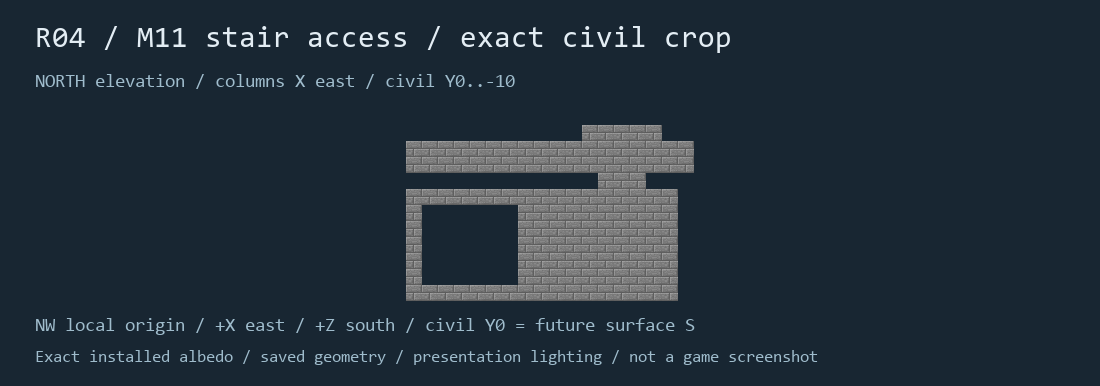 R04 / M11 stair access / exact civil crop
NORTH elevation / columns X east / civil Y0..-10
NW local origin / +X east / +Z south / civil Y0 = future surface S
Exact installed albedo / saved geometry / presentation lighting / not a game screenshot